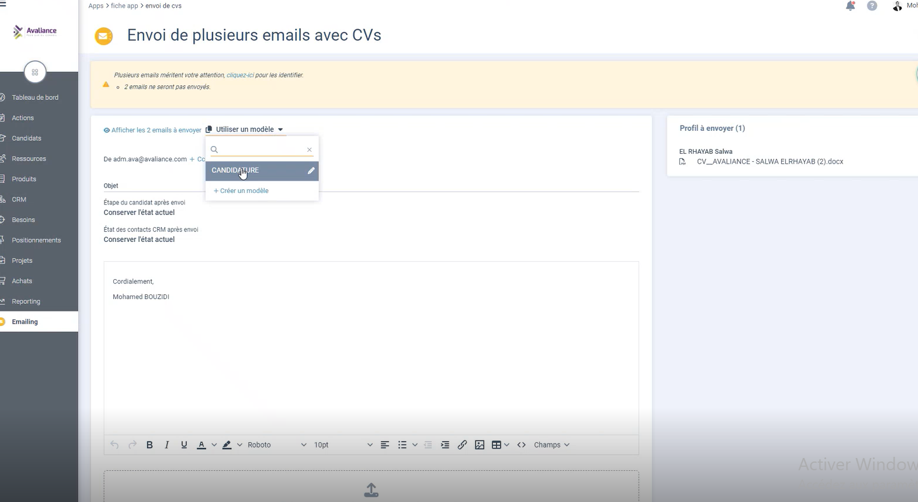 Apps > fiche app > envoi de cvs
Avaliance
Envoi de plusieurs emails avec CVs
Plusieurs emails méritent votre attention, cliquez-ici pour les identifier.
2 emails ne seront pas envoyés.
Tableau de bord
Actions
Candidats
Ressources
Produits
CRM
Besoins
Positionnements
Projets
Achats
Reporting
Emailing
Afficher les 2 emails à envoyer
Utiliser un modèle
CANDIDATURE
+ Créer un modèle
De adm.ava@avaliance.com + Co
Objet
Étape du candidat après envoi
Conserver l'état actuel
État des contacts CRM après envoi
Conserver l'état actuel
Cordialement,
Mohamed BOUZIDI
B I U A Roboto 10pt Champs
Profil à envoyer (1)
EL RHAYAB Salwa
CV__AVALIANCE - SALWA ELRHAYAB (2).docx
Activer Window